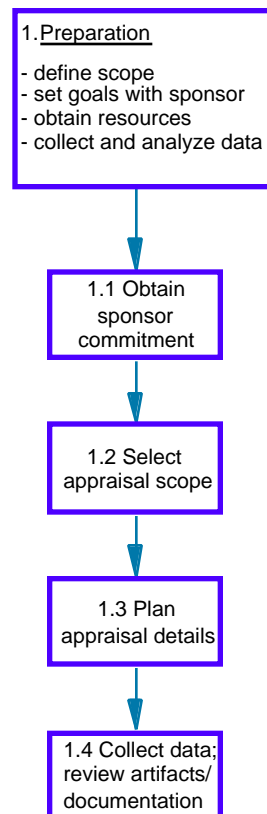 1. Preparation
- define scope
- set goals with sponsor
- obtain resources
- collect and analyze data
1.1 Obtain
sponsor
commitment
1.2 Select
appraisal scope
1.3 Plan
appraisal details
1.4 Collect data;
review artifacts/
documentation